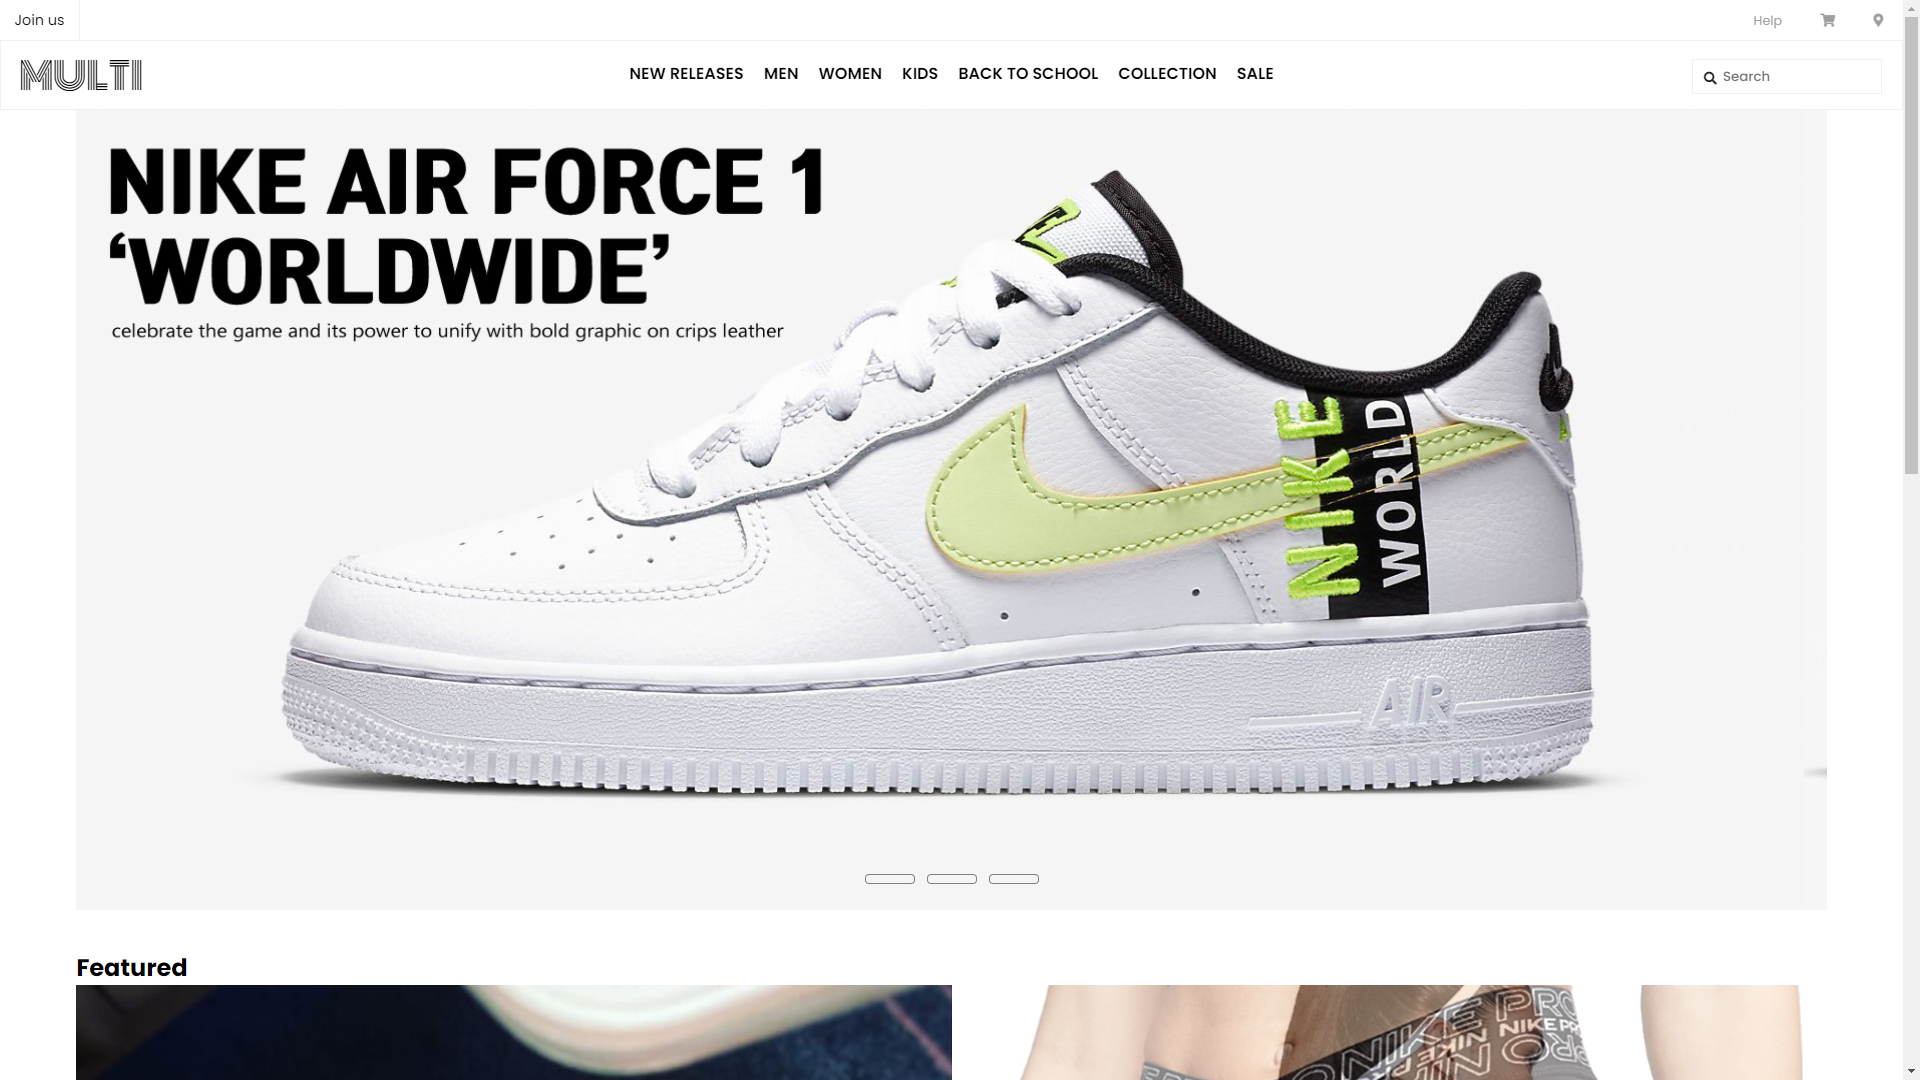 Join us
Help
MULTI
NEW RELEASES MEN WOMEN KIDS BACK TO SCHOOL COLLECTION SALE
Search
NIKE AIR FORCE 1
‘WORLDWIDE’
celebrate the game and its power to unify with bold graphic on crips leather
NIKE
WORLD
AIR
Featured
NIKE PRO
NIKE PR